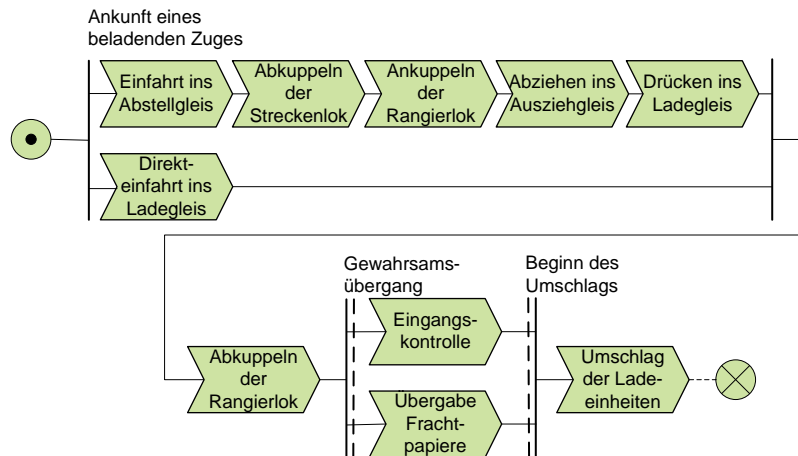 Ankunft eines
beladenden Zuges
Einfahrt ins
Abstellgleis
Abkuppeln
der
Streckenlok
Ankuppeln
der
Rangierlok
Abziehen ins
Ausziehgleis
Drücken ins
Ladegleis
Direkt-
einfahrt ins
Ladegleis
Gewahrsams-
übergang
Beginn des
Umschlags
Abkuppeln
der
Rangierlok
Eingangs-
kontrolle
Übergabe
Fracht-
papiere
Umschlag
der Lade-
einheiten